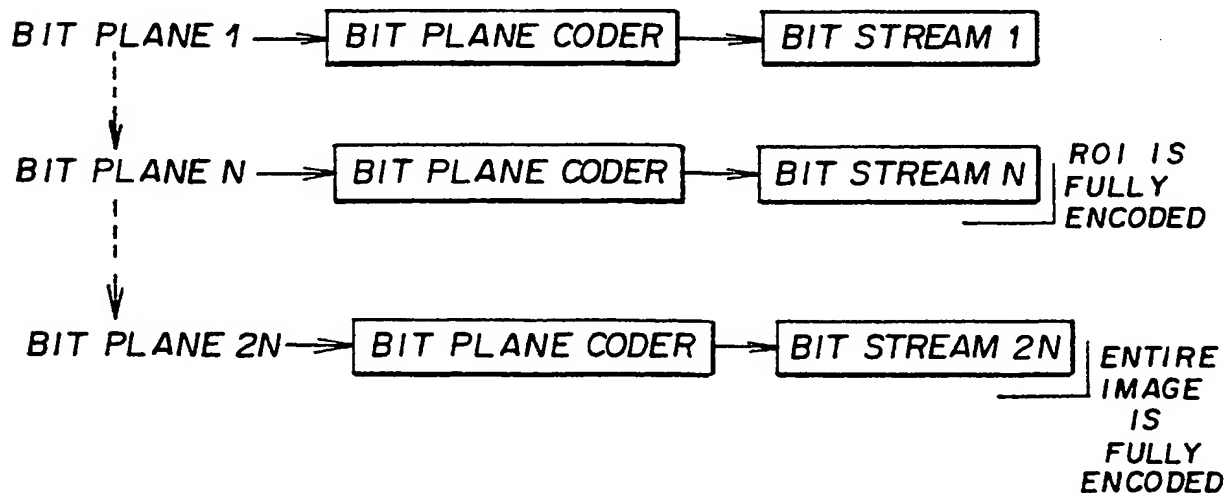 BIT PLANE 1
BIT PLANE CODER
BIT STREAM 1
BIT PLANE N
BIT PLANE CODER
BIT STREAM N
ROI IS
FULLY
ENCODED
BIT PLANE 2N
BIT PLANE CODER
BIT STREAM 2N
ENTIRE
IMAGE
IS
FULLY
ENCODED